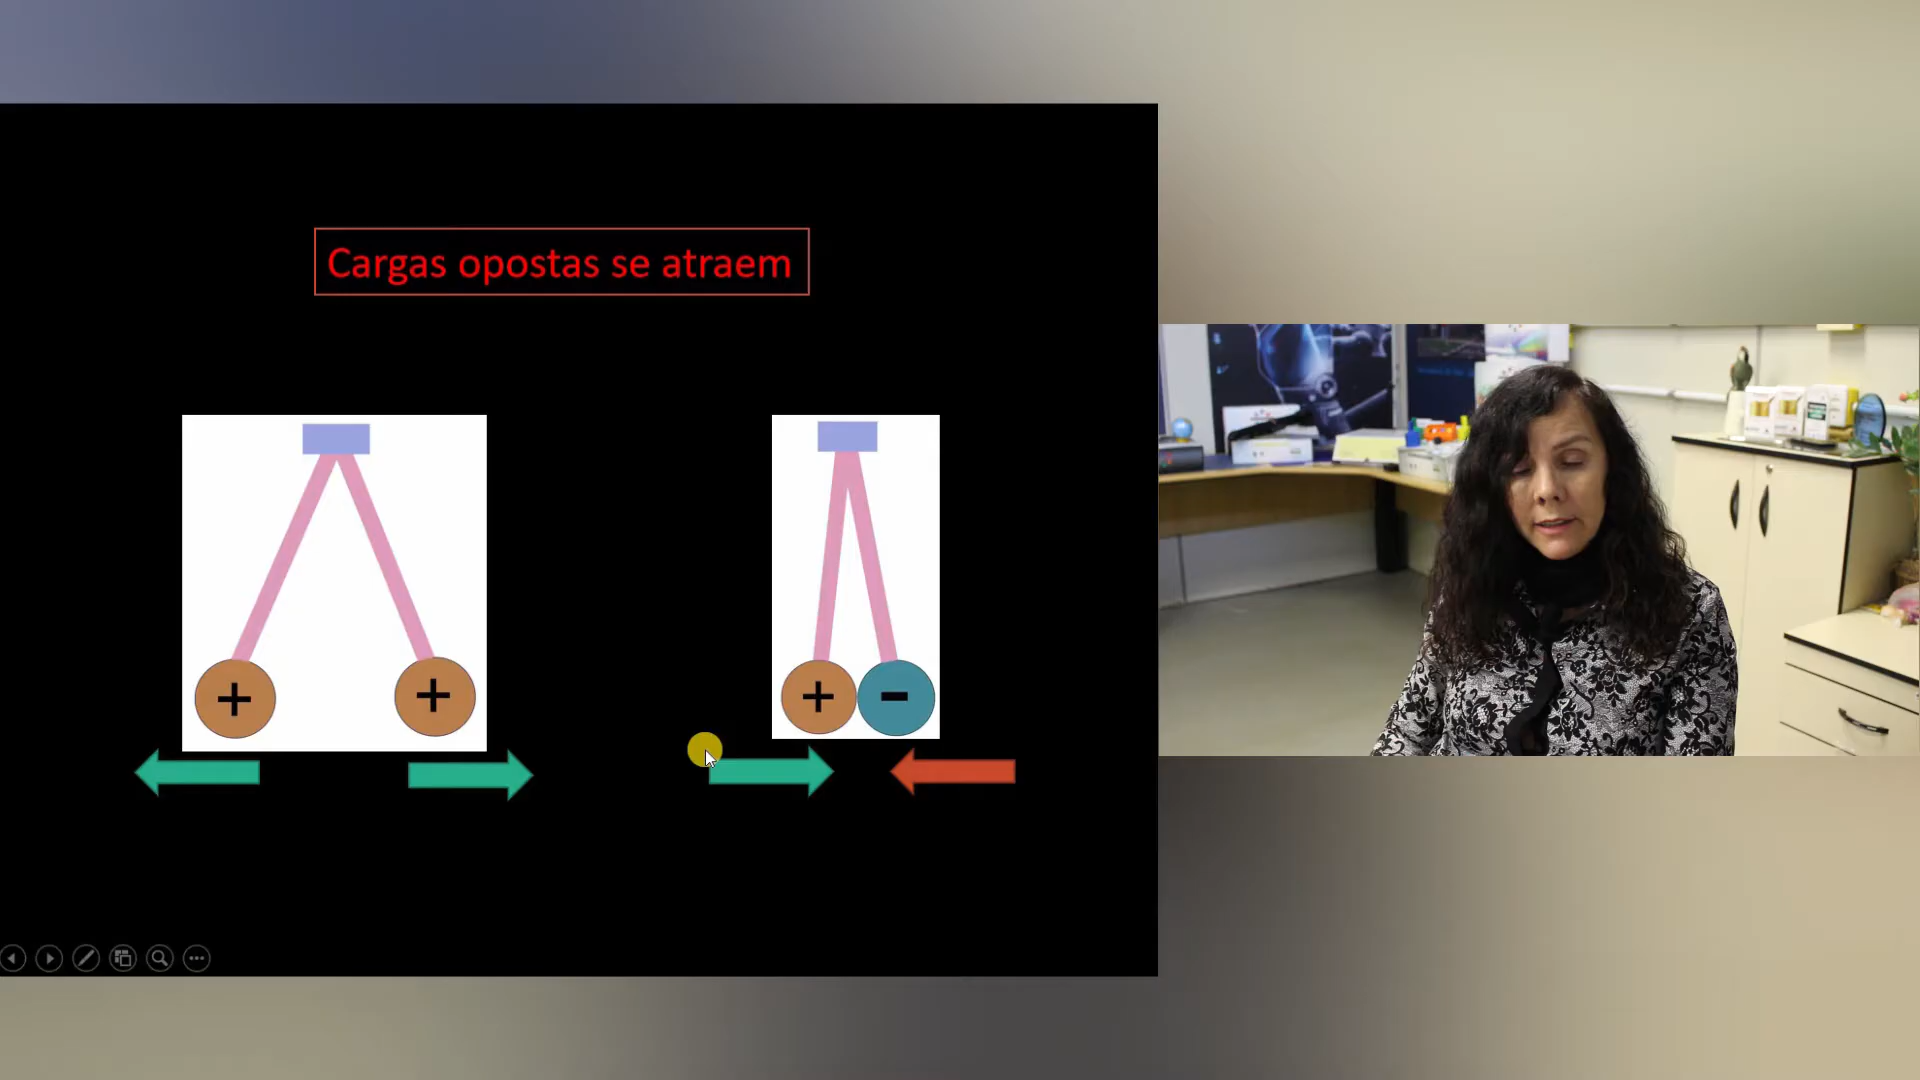 Cargas opostas se atraem
+
+
+ -